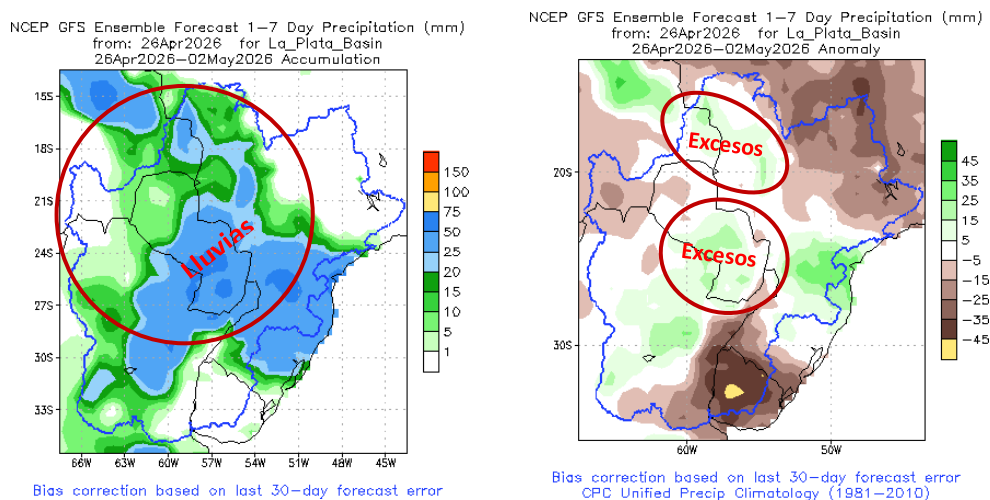 NCEP GFS Ensemble Forecast 1-7 Day Precipitation (mm)
from: 26Apr2026 for La_Plata_Basin
26Apr2026-02May2026 Accumulation
15S
18S
21S
24S
27S
30S
33S
66W 63W 60W 57W 54W 51W 48W 45W
lluvias
150
100
75
50
25
20
15
10
5
1
Bias correction based on last 30-day forecast error
NCEP GFS Ensemble Forecast 1-7 Day Precipitation (mm)
from: 26Apr2026 for La_Plata_Basin
26Apr2026-02May2026 Anomaly
20S
30S
60W 50W
Excesos
Excesos
45
35
25
15
5
-5
-15
-25
-35
-45
Bias correction based on last 30-day forecast error
CPC Unified Precip Climatology (1981-2010)